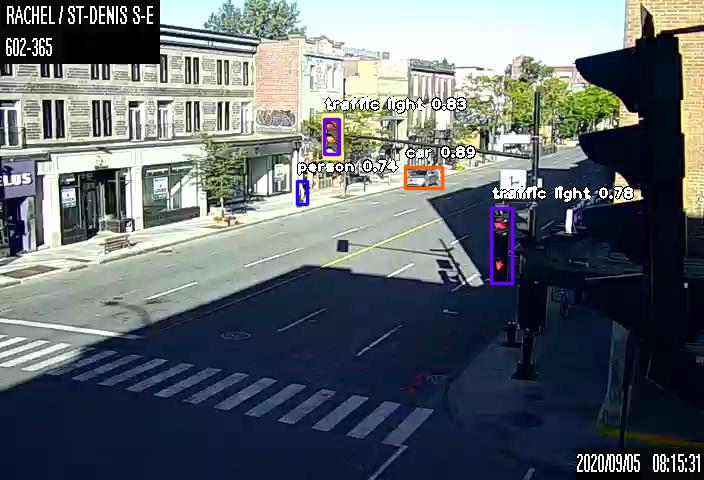 RACHEL / ST-DENIS S-E
602-365
traffic light 0.83
car 0.89
person 0.74
traffic light 0.78
ELUS
2020/09/05 08:15:31